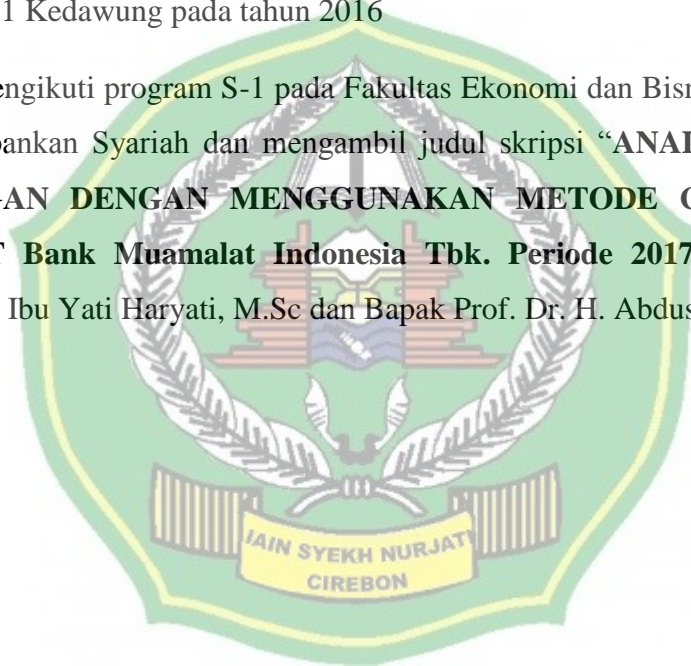 1 Kedawung pada tahun 2016
engikuti program S-1 pada Fakultas Ekonomi dan Bisn
bankan Syariah dan mengambil judul skripsi “ANAL
GAN DENGAN MENGGUNAKAN METODE C
T Bank Muamalat Indonesia Tbk. Periode 2017
Ibu Yati Haryati, M.Sc dan Bapak Prof. Dr. H. Abdus
IAIN SYEKH NURJATI
CIREBON